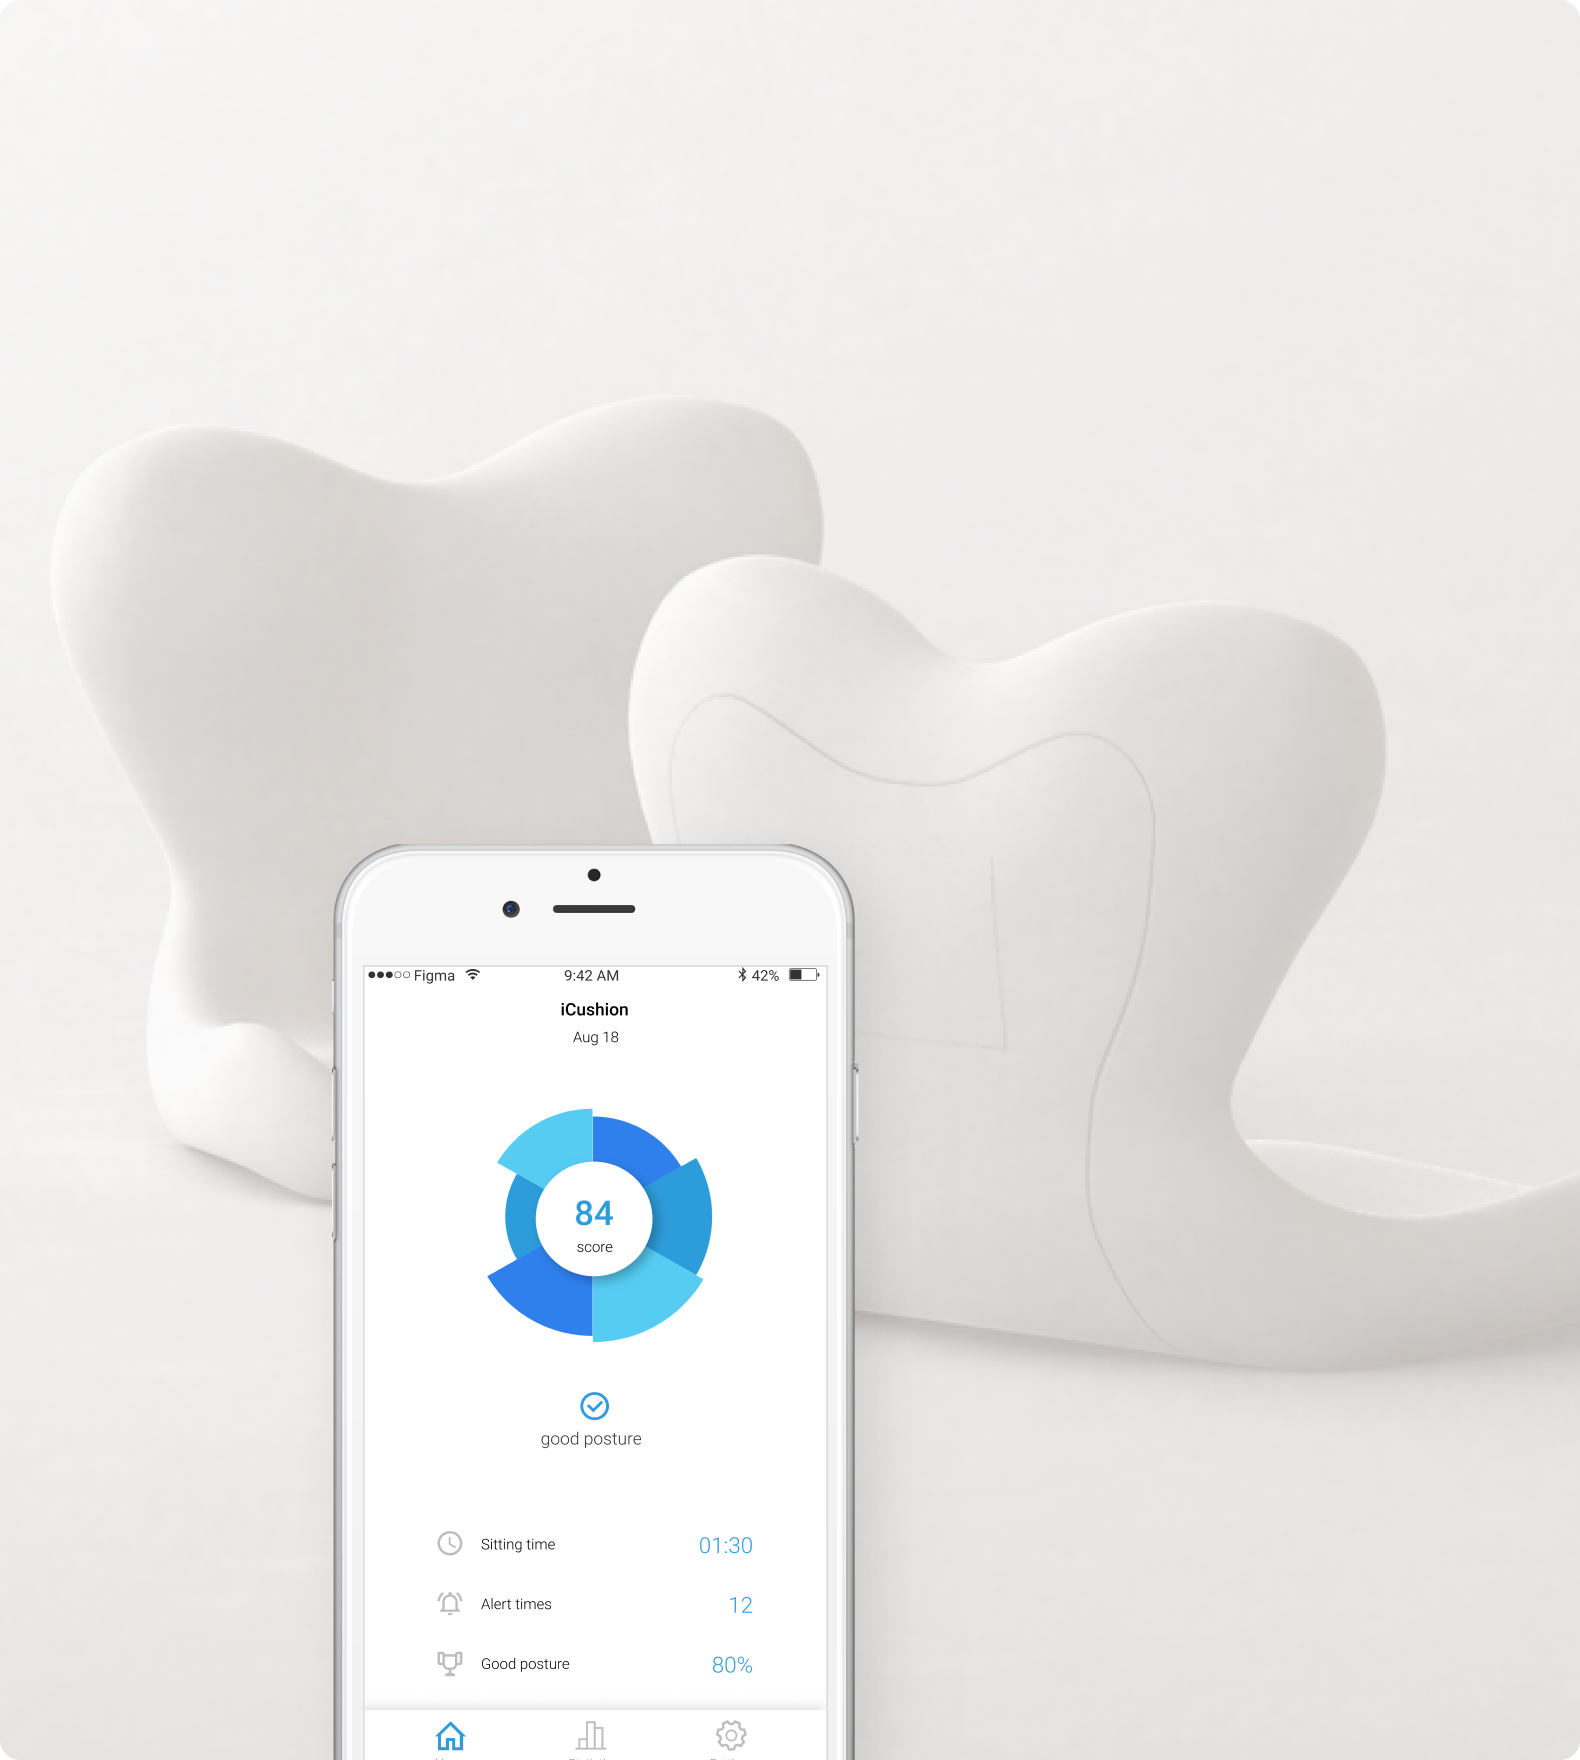 Figma 9:42 AM 42%
iCushion
Aug 18
84
score
good posture
Sitting time 01:30
Alert times 12
Good posture 80%